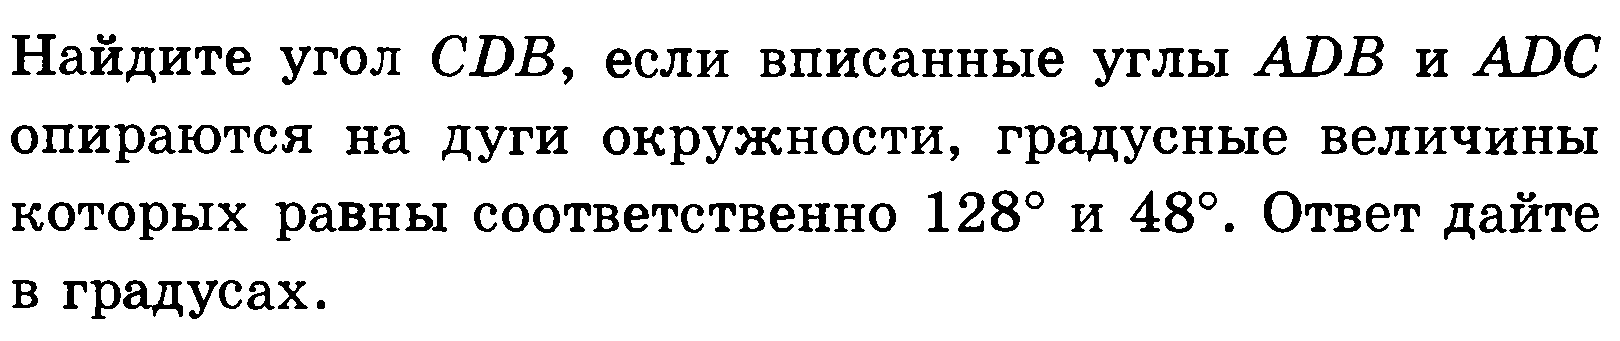 Найдите угол CDB, если вписанные углы ADB и ADC
опираются на дуги окружности, градусные величины
которых равны соответственно 128° и 48°. Ответ дайте
в градусах.